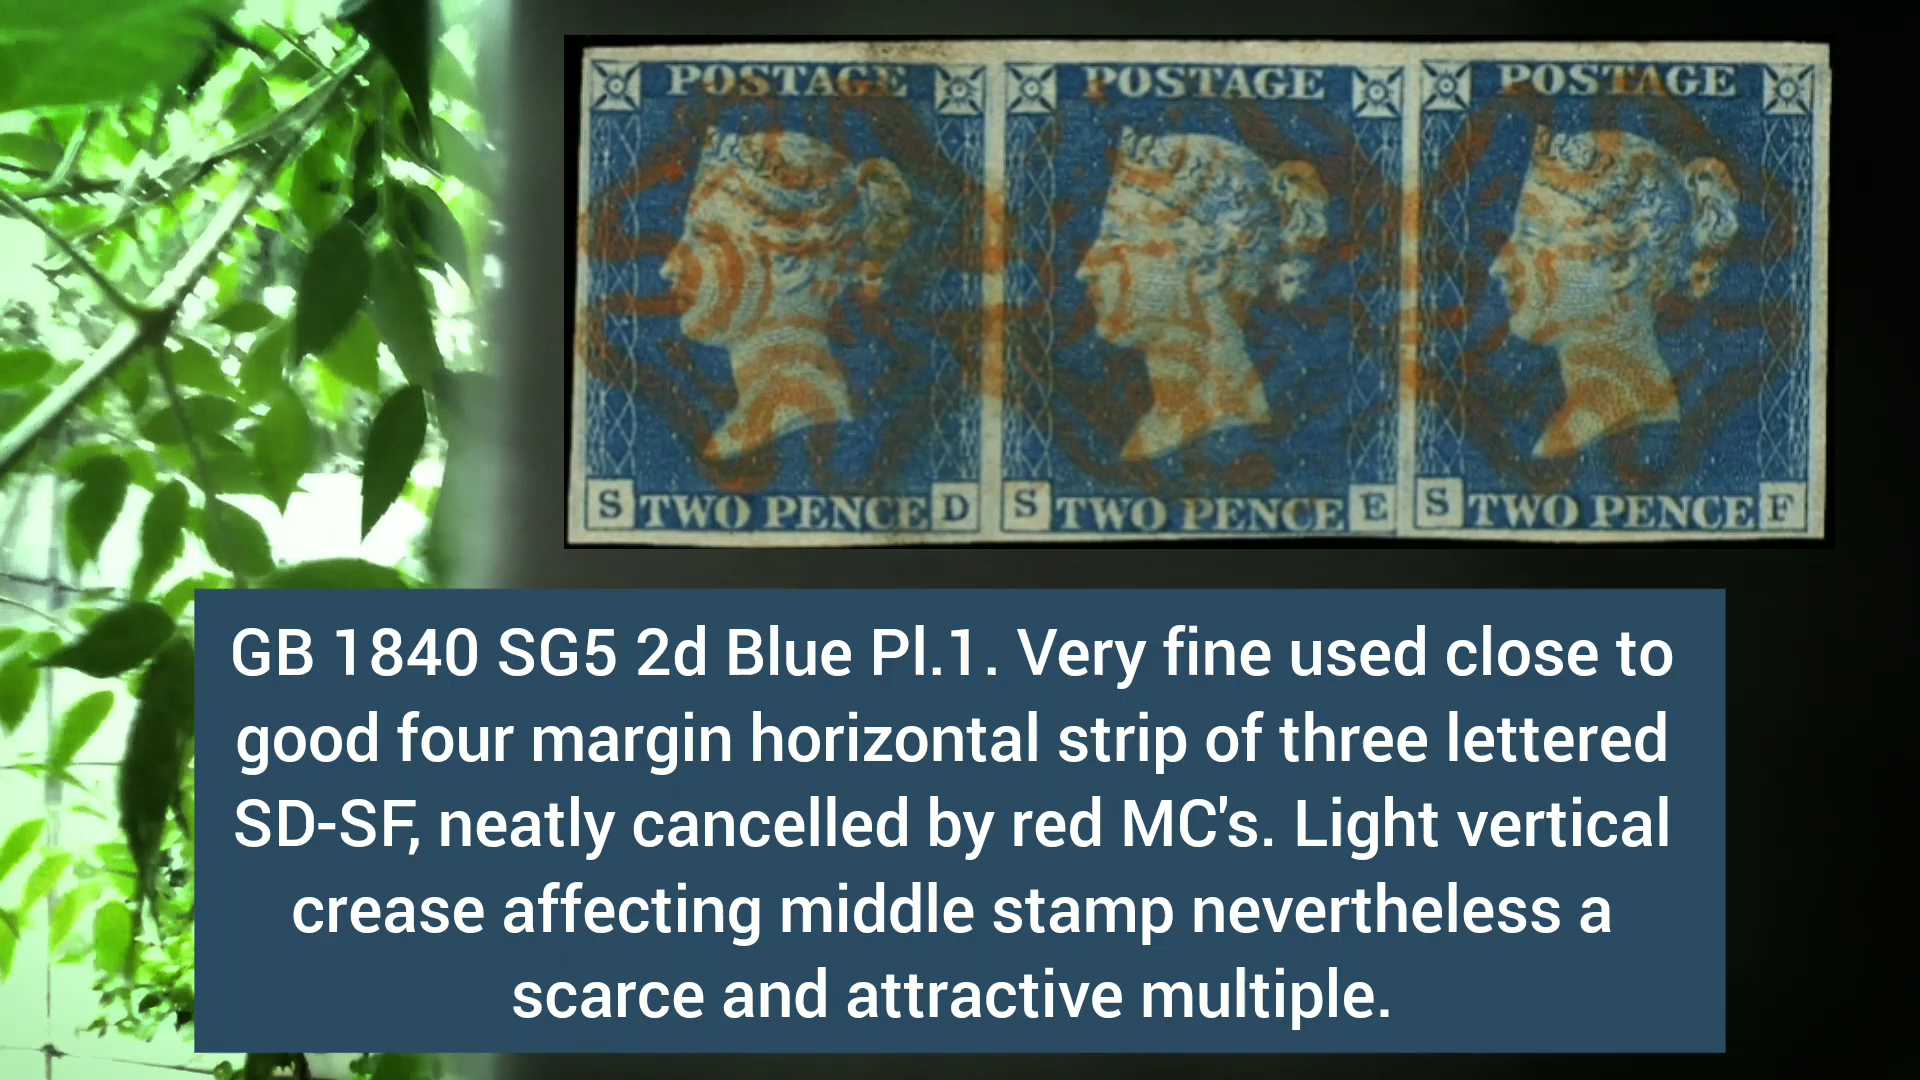 POSTAGE POSTAGE POSTAGE
S TWO PENCE D S TWO PENCE E S TWO PENCE F
GB 1840 SG5 2d Blue Pl.1. Very fine used close to
good four margin horizontal strip of three lettered
SD-SF, neatly cancelled by red MC's. Light vertical
crease affecting middle stamp nevertheless a
scarce and attractive multiple.